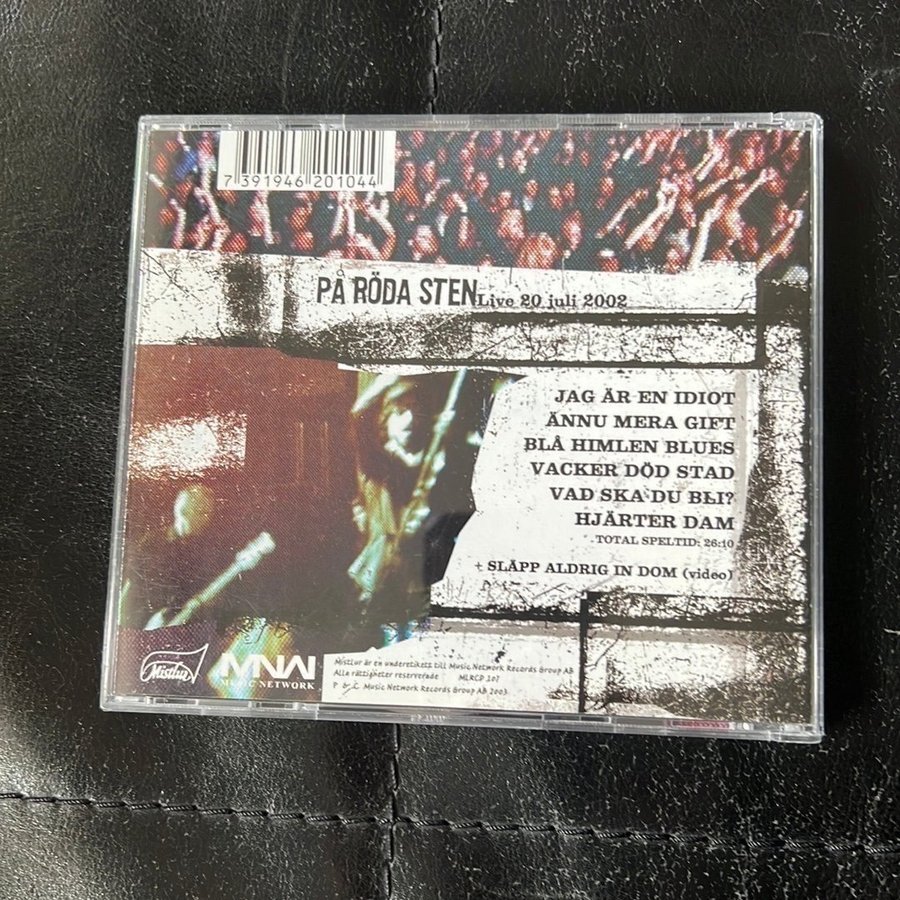 7 391946 201044
PÅ RÖDA STEN Live 20 juli 2002
JAG ÄR EN IDIOT
ÄNNU MERA GIFT
BLÅ HIMLEN BLUES
VACKER DÖD STAD
VAD SKA DU BLI?
HJÄRTER DAM
TOTAL SPELTID: 26:10
+ SLÄPP ALDRIG IN DOM (video)
Mistlur
MNW
MUSIC NETWORK
Mistlur är en underetikett till Music Network Records Group AB
Alla rättigheter reserverade MLRCD 107
P & C Music Network Records Group AB 2003